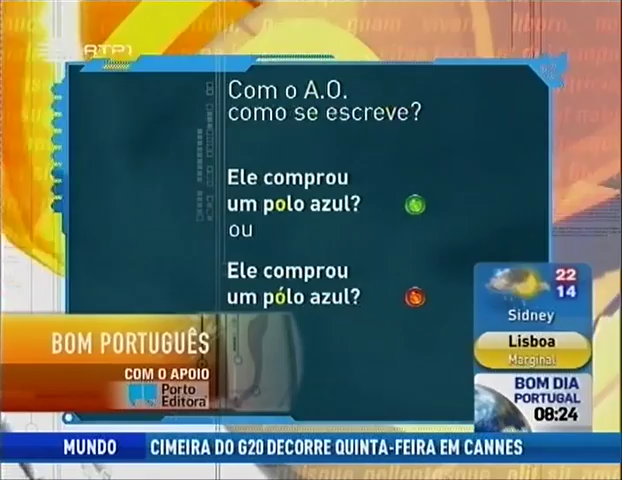 RTP1
Com o A.O.
como se escreve?
Ele comprou
um polo azul?
ou
Ele comprou
um pólo azul?
BOM PORTUGUÊS
COM O APOIO
Porto
Editora
22
14
Sidney
Lisboa
Marginal
BOM DIA
PORTUGAL
08:24
MUNDO CIMEIRA DO G20 DECORRE QUINTA-FEIRA EM CANNES